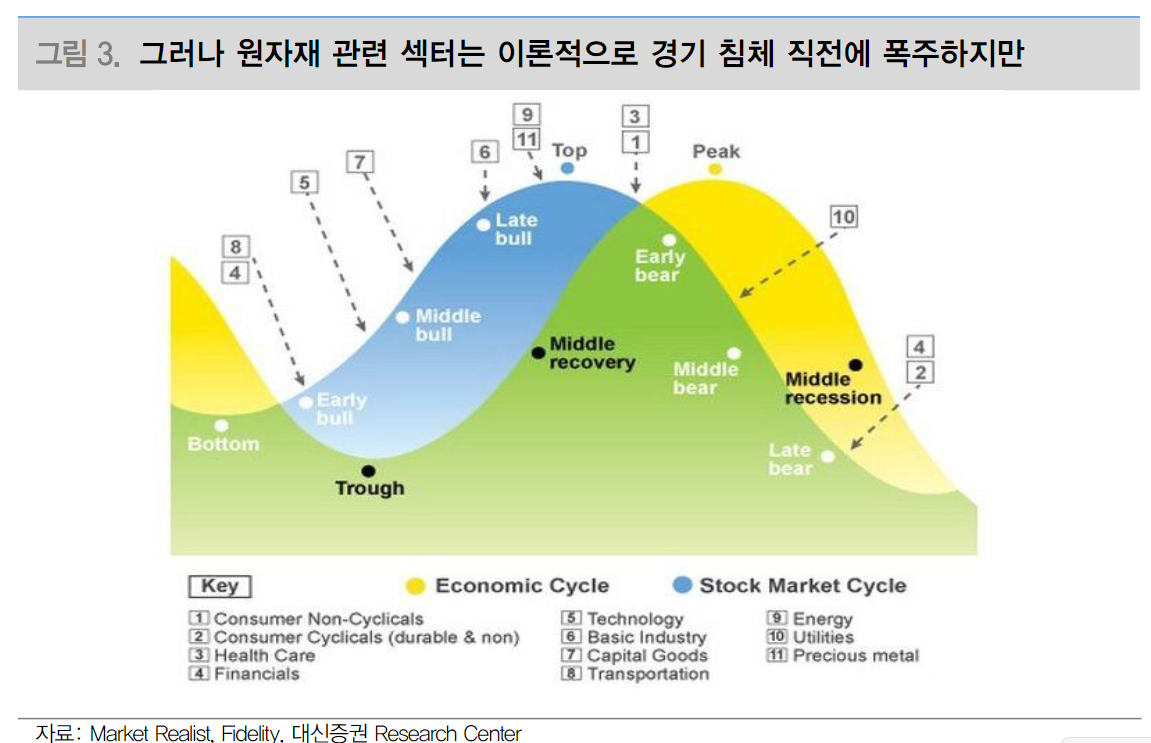 그림 3. 그러나 원자재 관련 섹터는 이론적으로 경기 침체 직전에 폭주하지만
9
11
3
1
6
Top
Peak
7
5
10
8
4
Late
bull
Early
bear
Middle
bull
Middle
recovery
4
2
Middle
bear
Middle
recession
Early
bull
Bottom
Late
bear
Trough
Key
Economic Cycle
Stock Market Cycle
1 Consumer Non-Cyclicals
2 Consumer Cyclicals (durable & non)
3 Health Care
4 Financials
5 Technology
6 Basic Industry
7 Capital Goods
8 Transportation
9 Energy
10 Utilities
11 Precious metal
자료: Market Realist, Fidelity, 대신증권 Research Center